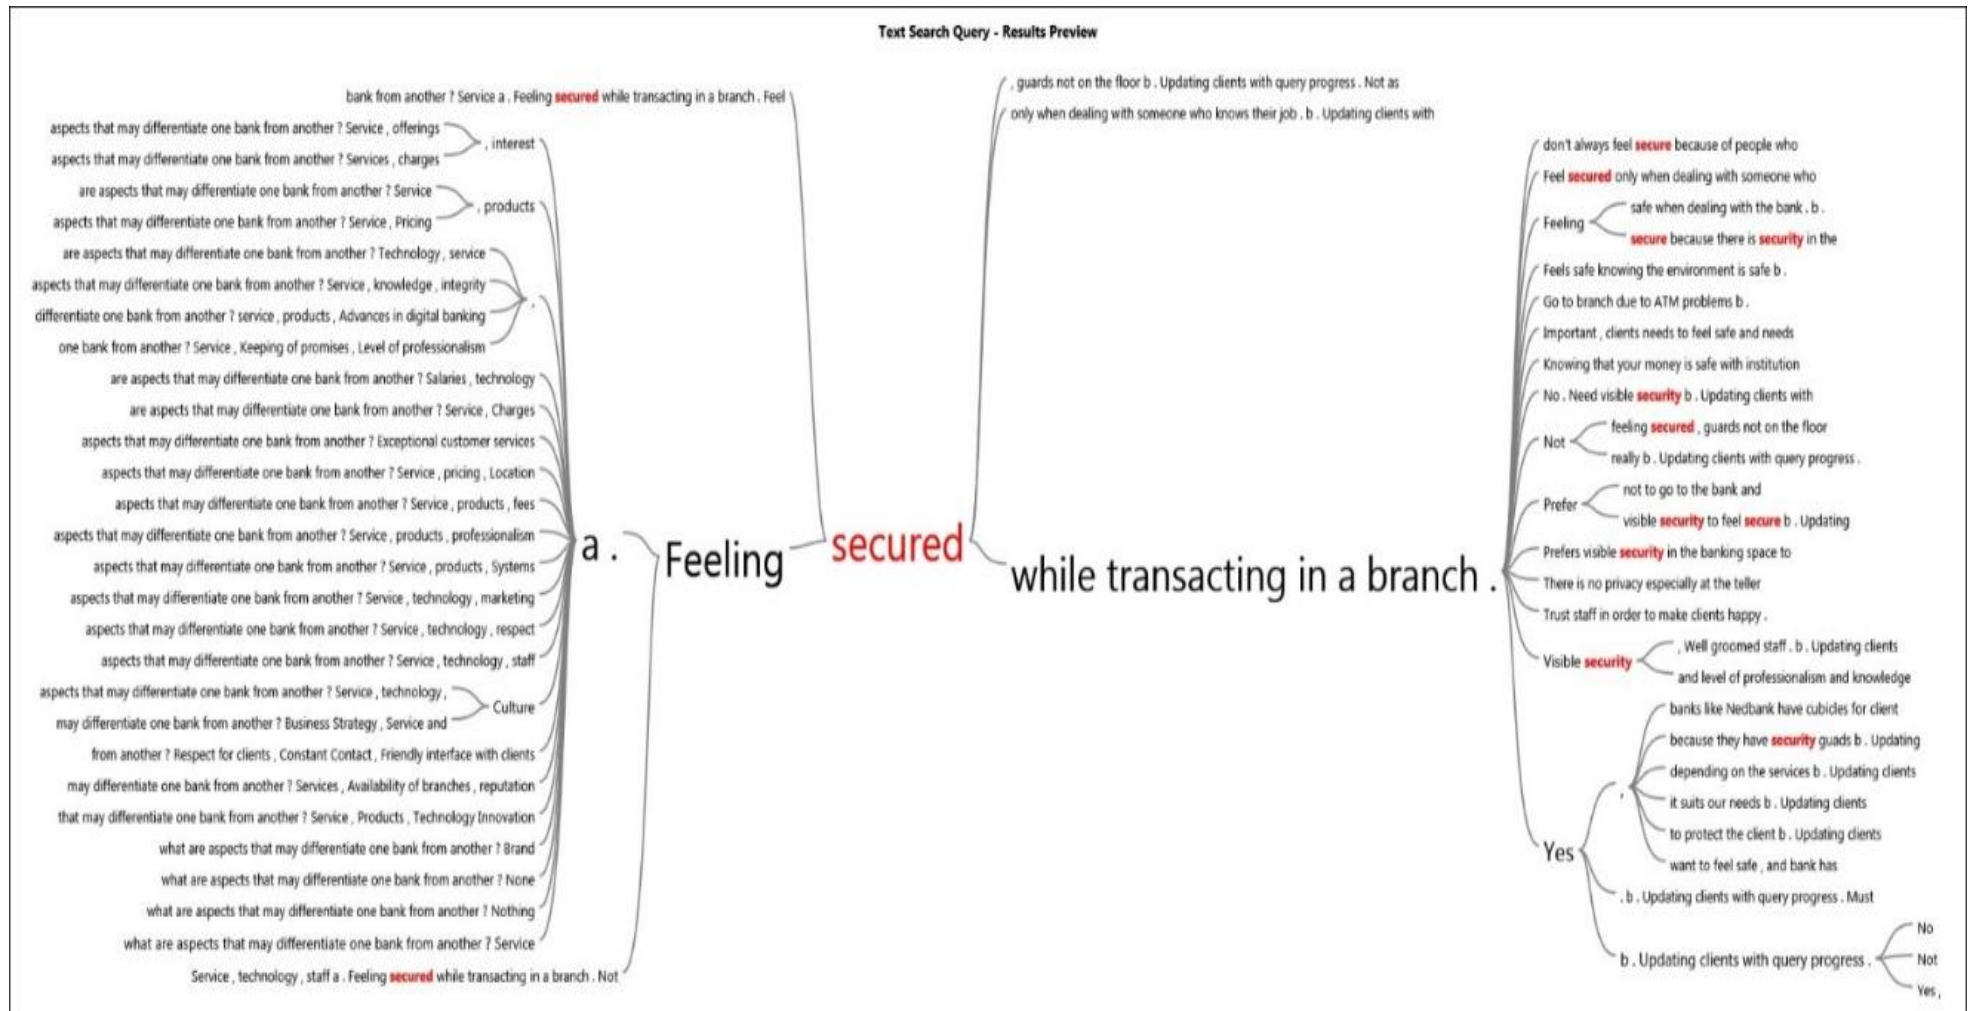 Text Search Query - Results Preview
bank from another ? Service a . Feeling secured while transacting in a branch . Feel
aspects that may differentiate one bank from another ? Service , offerings
aspects that may differentiate one bank from another ? Services , charges
, interest
are aspects that may differentiate one bank from another ? Service
aspects that may differentiate one bank from another ? Service , Pricing
, products
are aspects that may differentiate one bank from another ? Technology , service
aspects that may differentiate one bank from another ? Service , knowledge , integrity
differentiate one bank from another ? service , products , Advances in digital banking
one bank from another ? Service , Keeping of promises , Level of professionalism
,
are aspects that may differentiate one bank from another ? Salaries , technology
are aspects that may differentiate one bank from another ? Service , Charges
aspects that may differentiate one bank from another ? Exceptional customer services
aspects that may differentiate one bank from another ? Service , pricing , Location
aspects that may differentiate one bank from another ? Service , products , fees
aspects that may differentiate one bank from another ? Service , products , professionalism
aspects that may differentiate one bank from another ? Service , products , Systems
aspects that may differentiate one bank from another ? Service , technology , marketing
aspects that may differentiate one bank from another ? Service , technology , respect
aspects that may differentiate one bank from another ? Service , technology , staff
aspects that may differentiate one bank from another ? Service , technology ,
may differentiate one bank from another ? Business Strategy , Service and
Culture
from another ? Respect for clients , Constant Contact , Friendly interface with clients
may differentiate one bank from another ? Services , Availability of branches , reputation
that may differentiate one bank from another ? Service , Products , Technology Innovation
what are aspects that may differentiate one bank from another ? Brand
what are aspects that may differentiate one bank from another ? None
what are aspects that may differentiate one bank from another ? Nothing
what are aspects that may differentiate one bank from another ? Service
Service , technology , staff a . Feeling secured while transacting in a branch . Not
a .
Feeling
secured
, guards not on the floor b . Updating clients with query progress . Not as
only when dealing with someone who knows their job . b . Updating clients with
while transacting in a branch .
don't always feel secure because of people who
Feel secured only when dealing with someone who
Feeling
safe when dealing with the bank . b .
secure because there is security in the
Feels safe knowing the environment is safe b .
Go to branch due to ATM problems b .
Important , clients needs to feel safe and needs
Knowing that your money is safe with institution
No . Need visible security b . Updating clients with
Not
feeling secured , guards not on the floor
really b . Updating clients with query progress .
Prefer
not to go to the bank and
visible security to feel secure b . Updating
Prefers visible security in the banking space to
There is no privacy especially at the teller
Trust staff in order to make clients happy .
Visible security
, Well groomed staff . b . Updating clients
and level of professionalism and knowledge
Yes
,
banks like Nedbank have cubicles for client
because they have security guads b . Updating
depending on the services b . Updating clients
it suits our needs b . Updating clients
to protect the client b . Updating clients
want to feel safe , and bank has
. b . Updating clients with query progress . Must
b . Updating clients with query progress .
No
Not
Yes ,